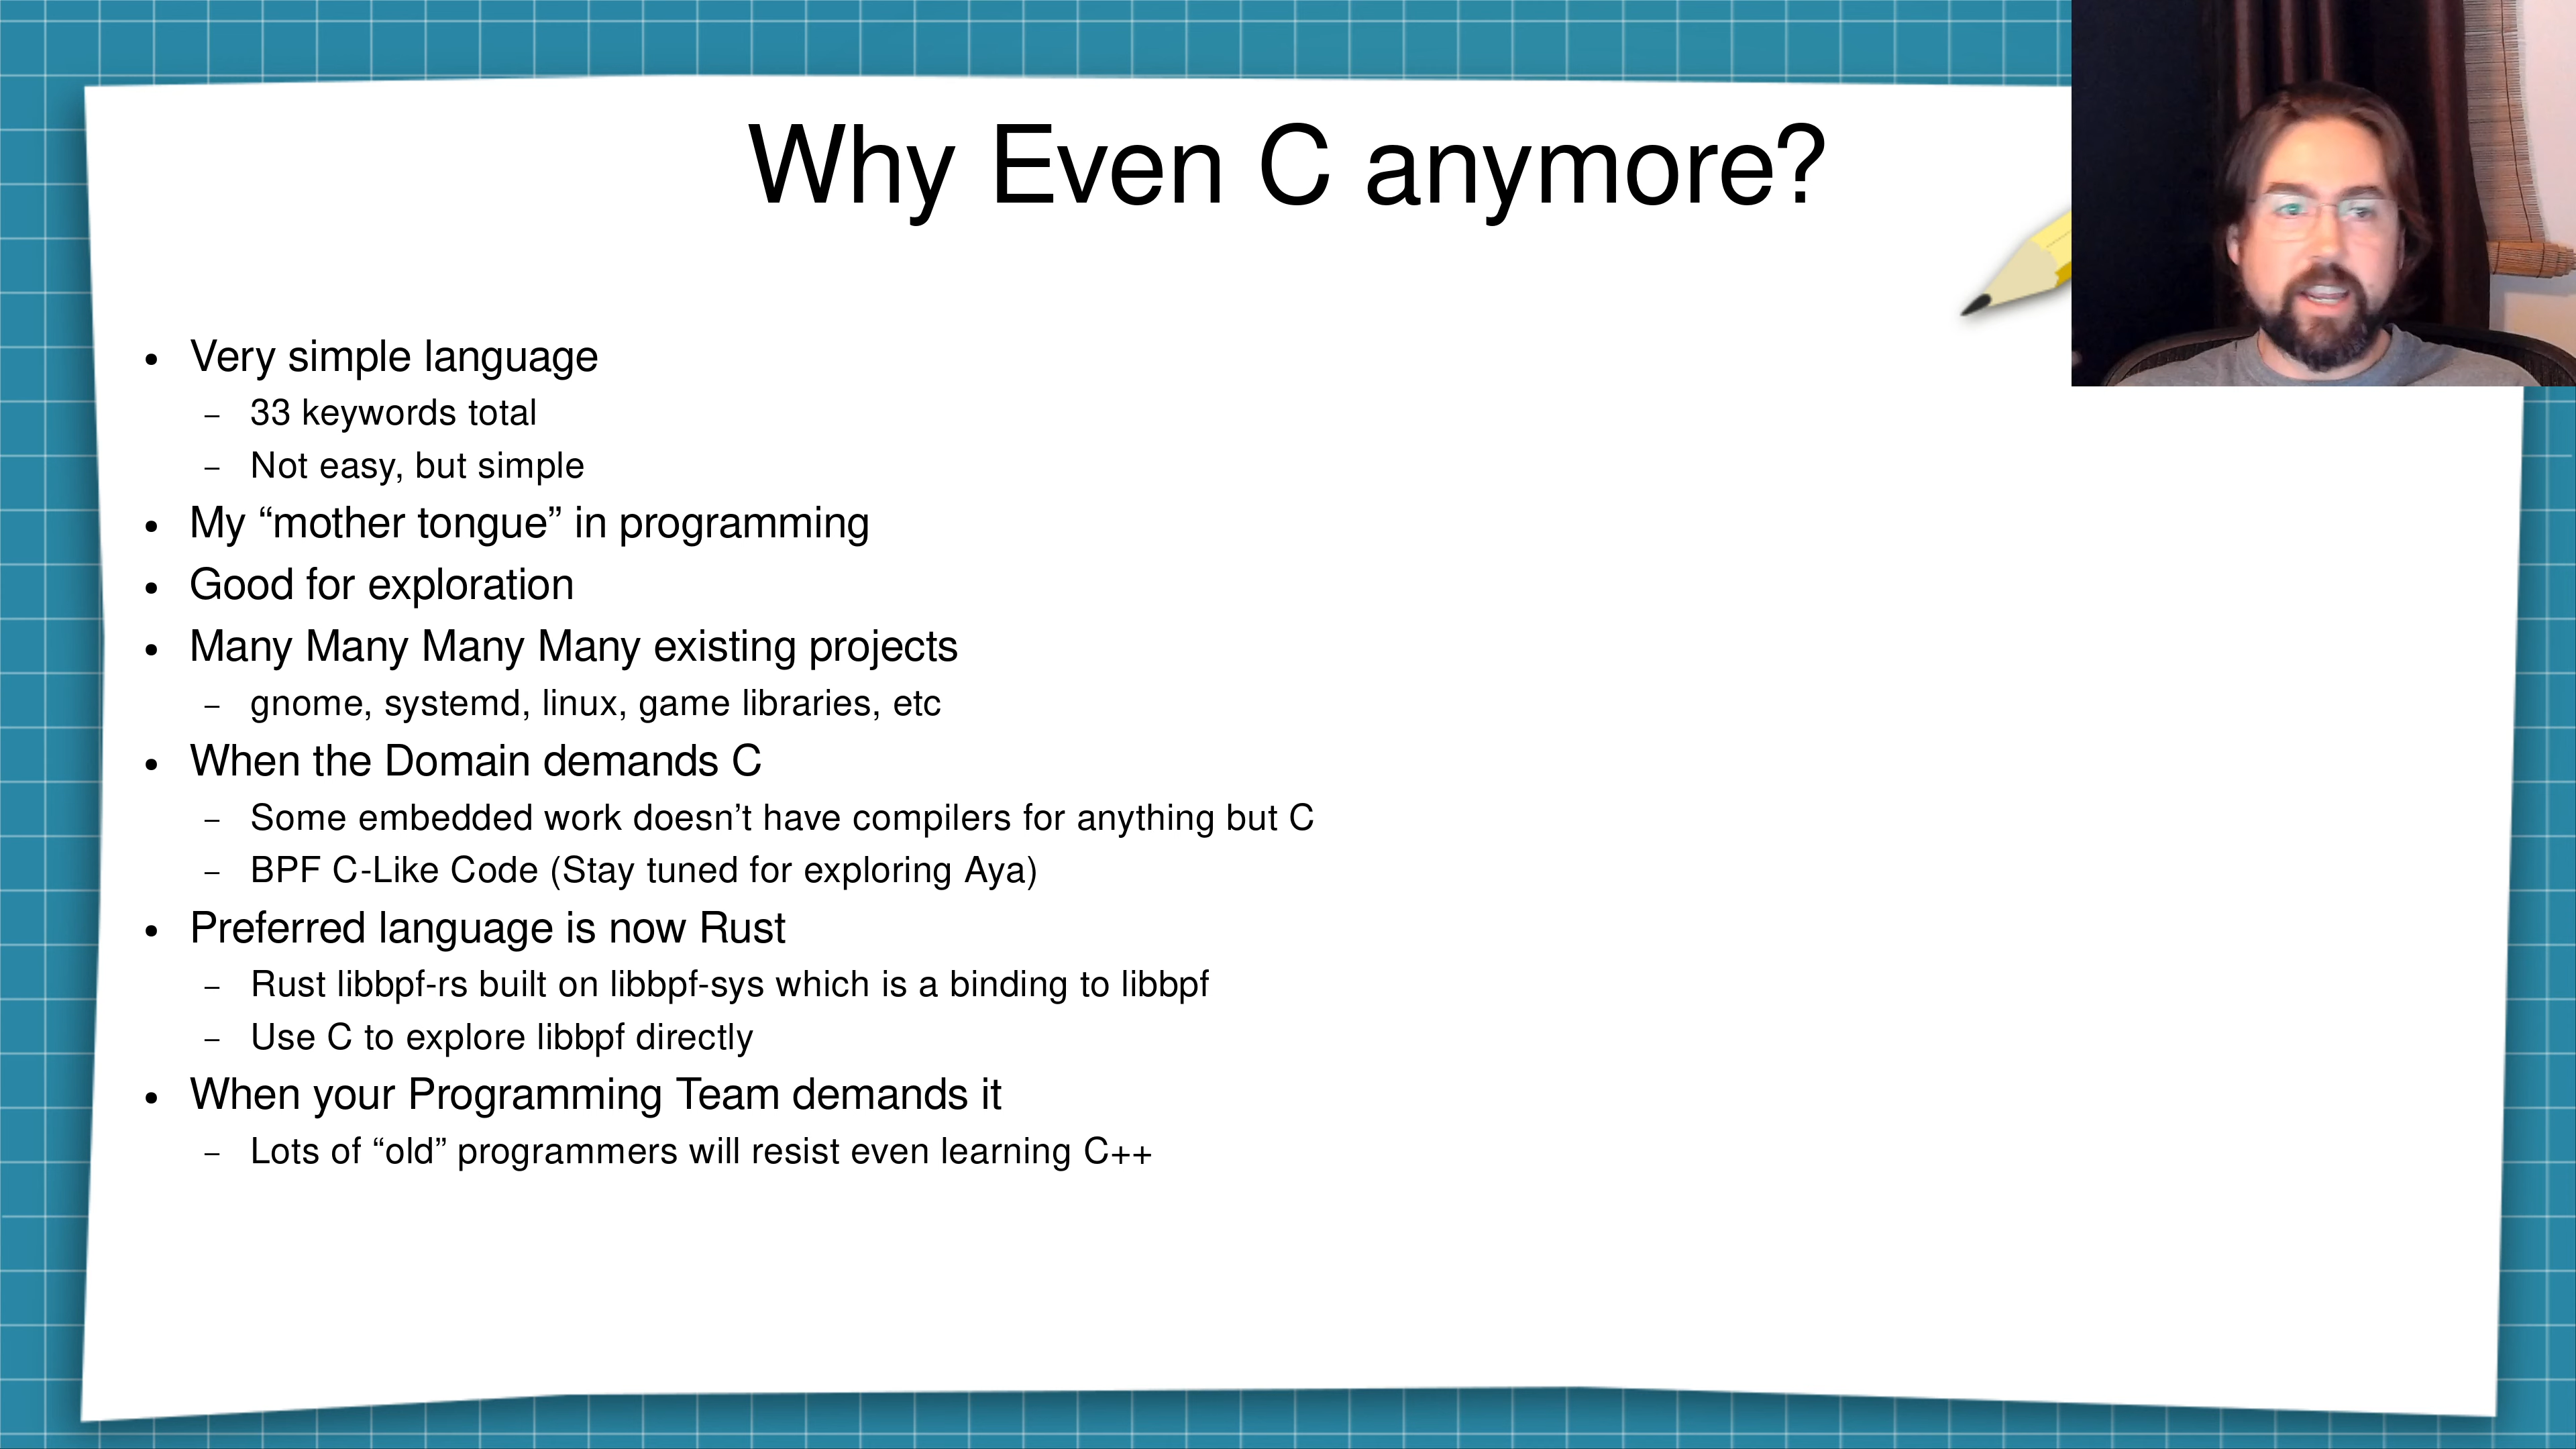 Why Even C anymore?
• Very simple language
– 33 keywords total
– Not easy, but simple
• My “mother tongue” in programming
• Good for exploration
• Many Many Many Many existing projects
– gnome, systemd, linux, game libraries, etc
• When the Domain demands C
– Some embedded work doesn’t have compilers for anything but C
– BPF C-Like Code (Stay tuned for exploring Aya)
• Preferred language is now Rust
– Rust libbpf-rs built on libbpf-sys which is a binding to libbpf
– Use C to explore libbpf directly
• When your Programming Team demands it
– Lots of “old” programmers will resist even learning C++